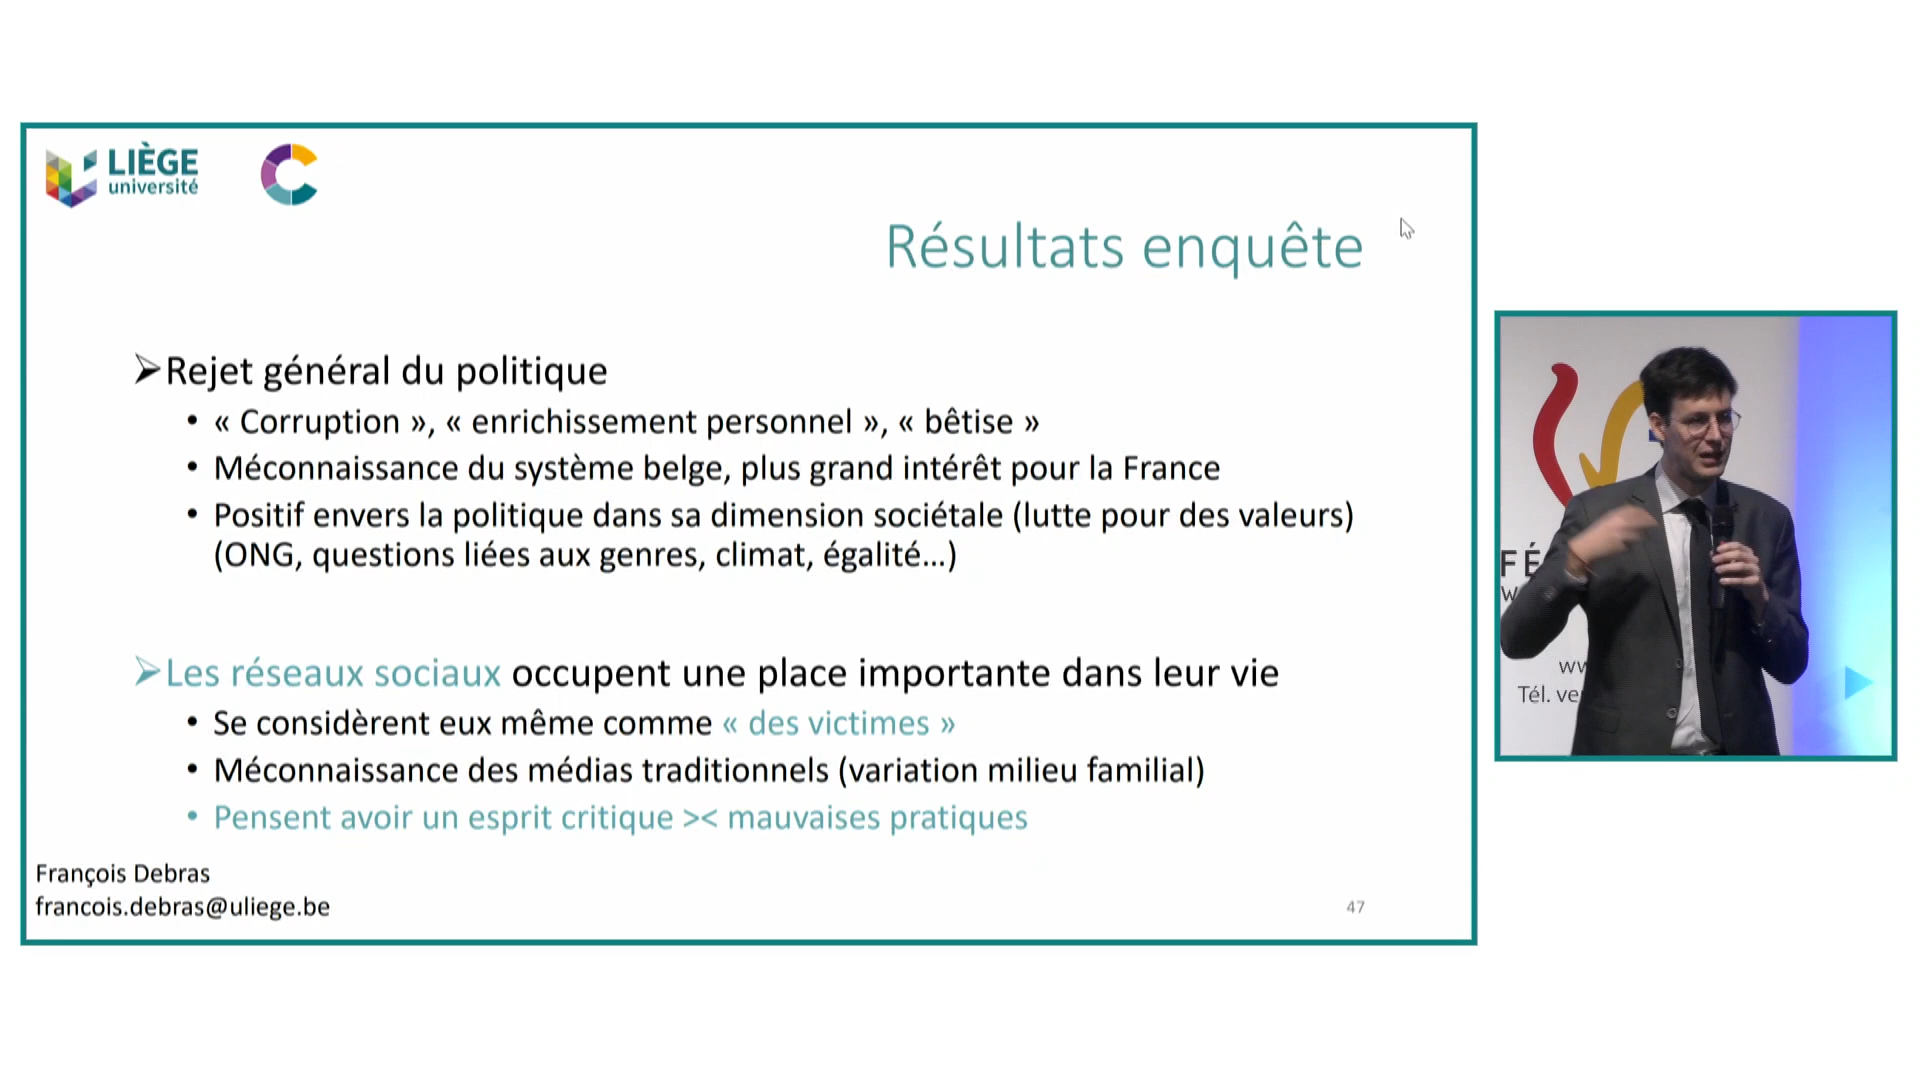 LIÈGE
université
Résultats enquête
➢Rejet général du politique
• « Corruption », « enrichissement personnel », « bêtise »
• Méconnaissance du système belge, plus grand intérêt pour la France
• Positif envers la politique dans sa dimension sociétale (lutte pour des valeurs)
(ONG, questions liées aux genres, climat, égalité…)
➢Les réseaux sociaux occupent une place importante dans leur vie
• Se considèrent eux même comme « des victimes »
• Méconnaissance des médias traditionnels (variation milieu familial)
• Pensent avoir un esprit critique >< mauvaises pratiques
François Debras
francois.debras@uliege.be
47
FÉ
w
ww
Tél. ve